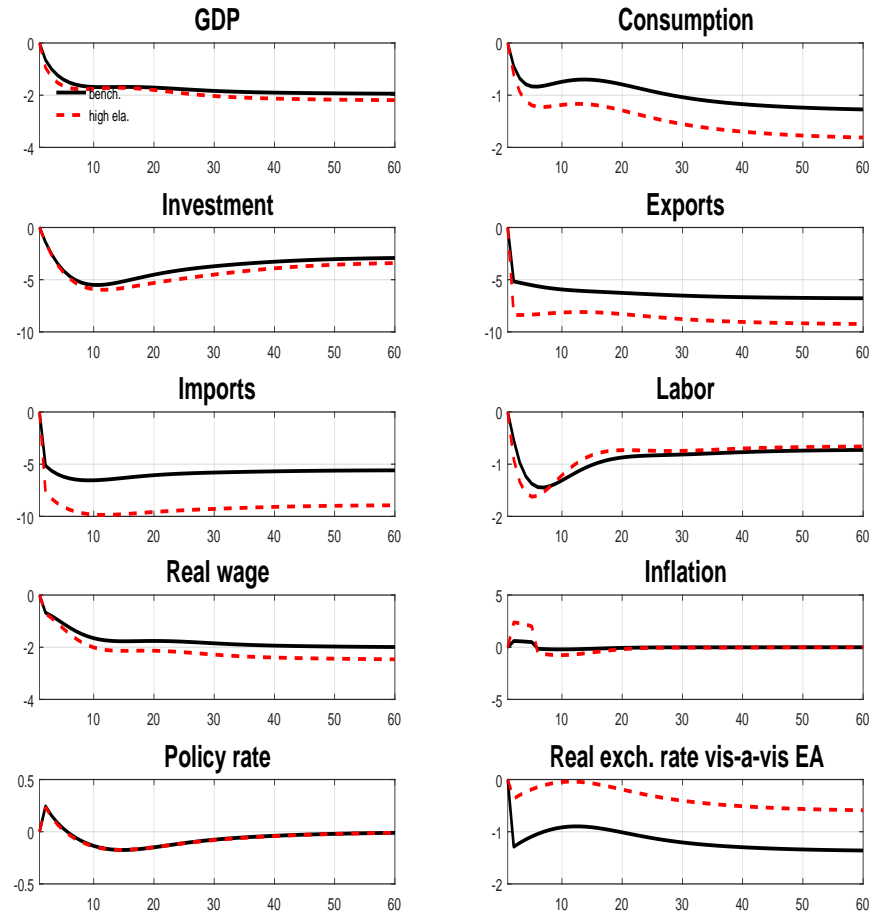 GDP
0
-2
-4
bench.
high ela.
10 20 30 40 50 60
Consumption
0
-1
-2
10 20 30 40 50 60
Investment
0
-5
-10
10 20 30 40 50 60
Exports
0
-5
-10
10 20 30 40 50 60
Imports
0
-5
-10
10 20 30 40 50 60
Labor
0
-1
-2
10 20 30 40 50 60
Real wage
0
-2
-4
10 20 30 40 50 60
Inflation
5
0
-5
10 20 30 40 50 60
Policy rate
0.5
0
-0.5
10 20 30 40 50 60
Real exch. rate vis-a-vis EA
0
-1
-2
10 20 30 40 50 60